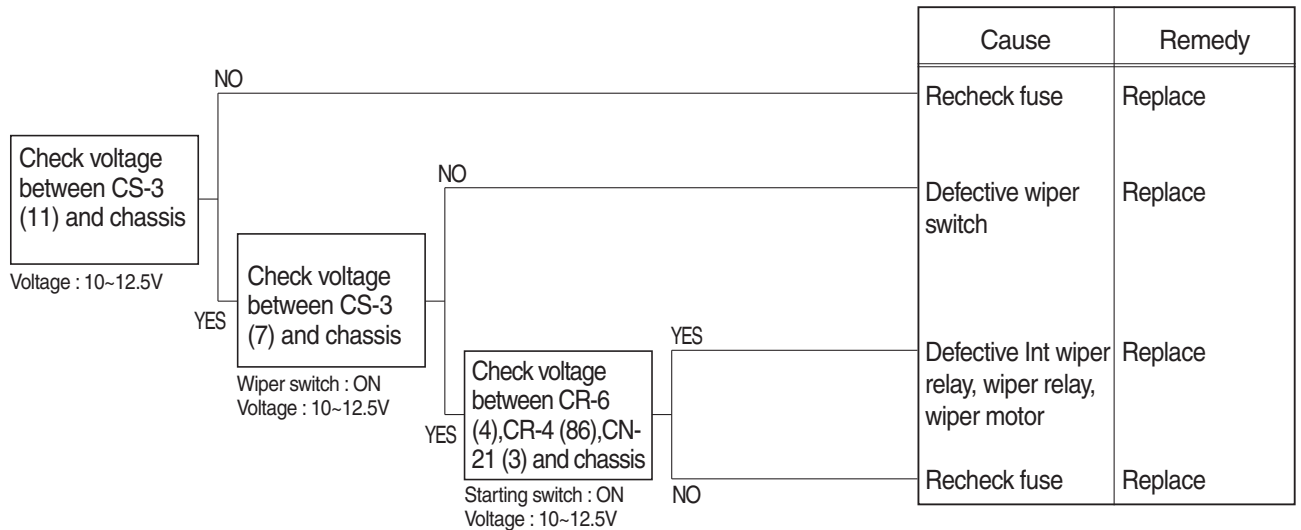 Cause Remedy
NO
Recheck fuse Replace
Check voltage
between CS-3
(11) and chassis
Voltage : 10~12.5V
NO
Defective wiper Replace
switch
YES
Check voltage
between CS-3
(7) and chassis
Wiper switch : ON
Voltage : 10~12.5V
YES
Defective Int wiper Replace
relay, wiper relay,
wiper motor
YES
Check voltage
between CR-6
(4),CR-4 (86),CN-
21 (3) and chassis
Starting switch : ON
Voltage : 10~12.5V
NO
Recheck fuse Replace